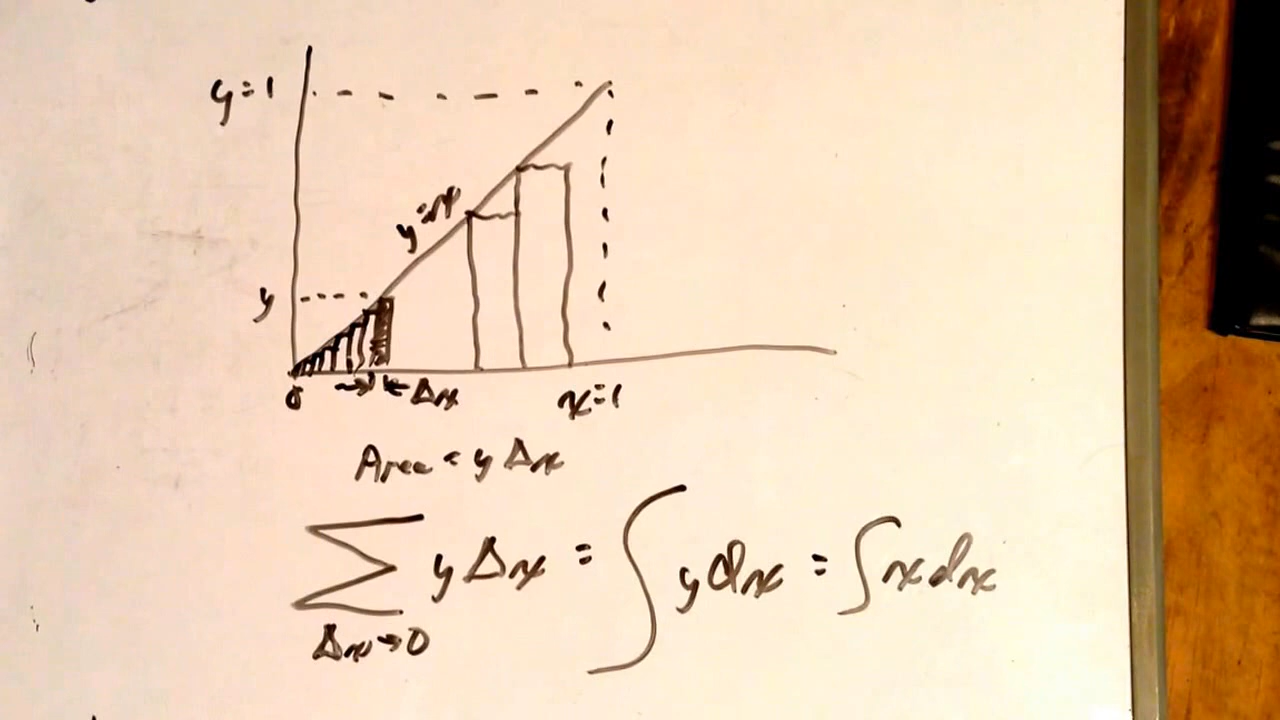 y=1
y=x
y
0
Δx
x=1
Area = y Δx
∑ y Δx = ∫ y dx = ∫ x dx
Δx→0